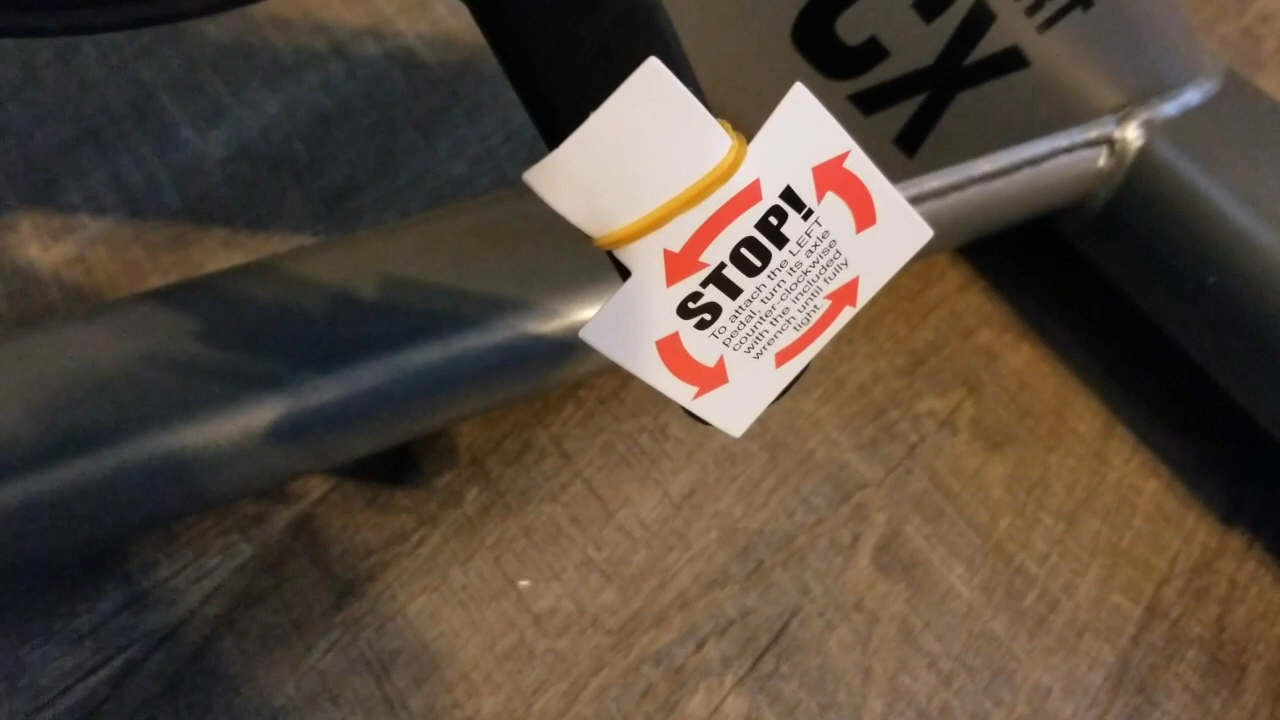 CX
STOP!
To attach the LEFT
pedal, turn its axle
counter-clockwise
with the included
wrench until fully
tight.